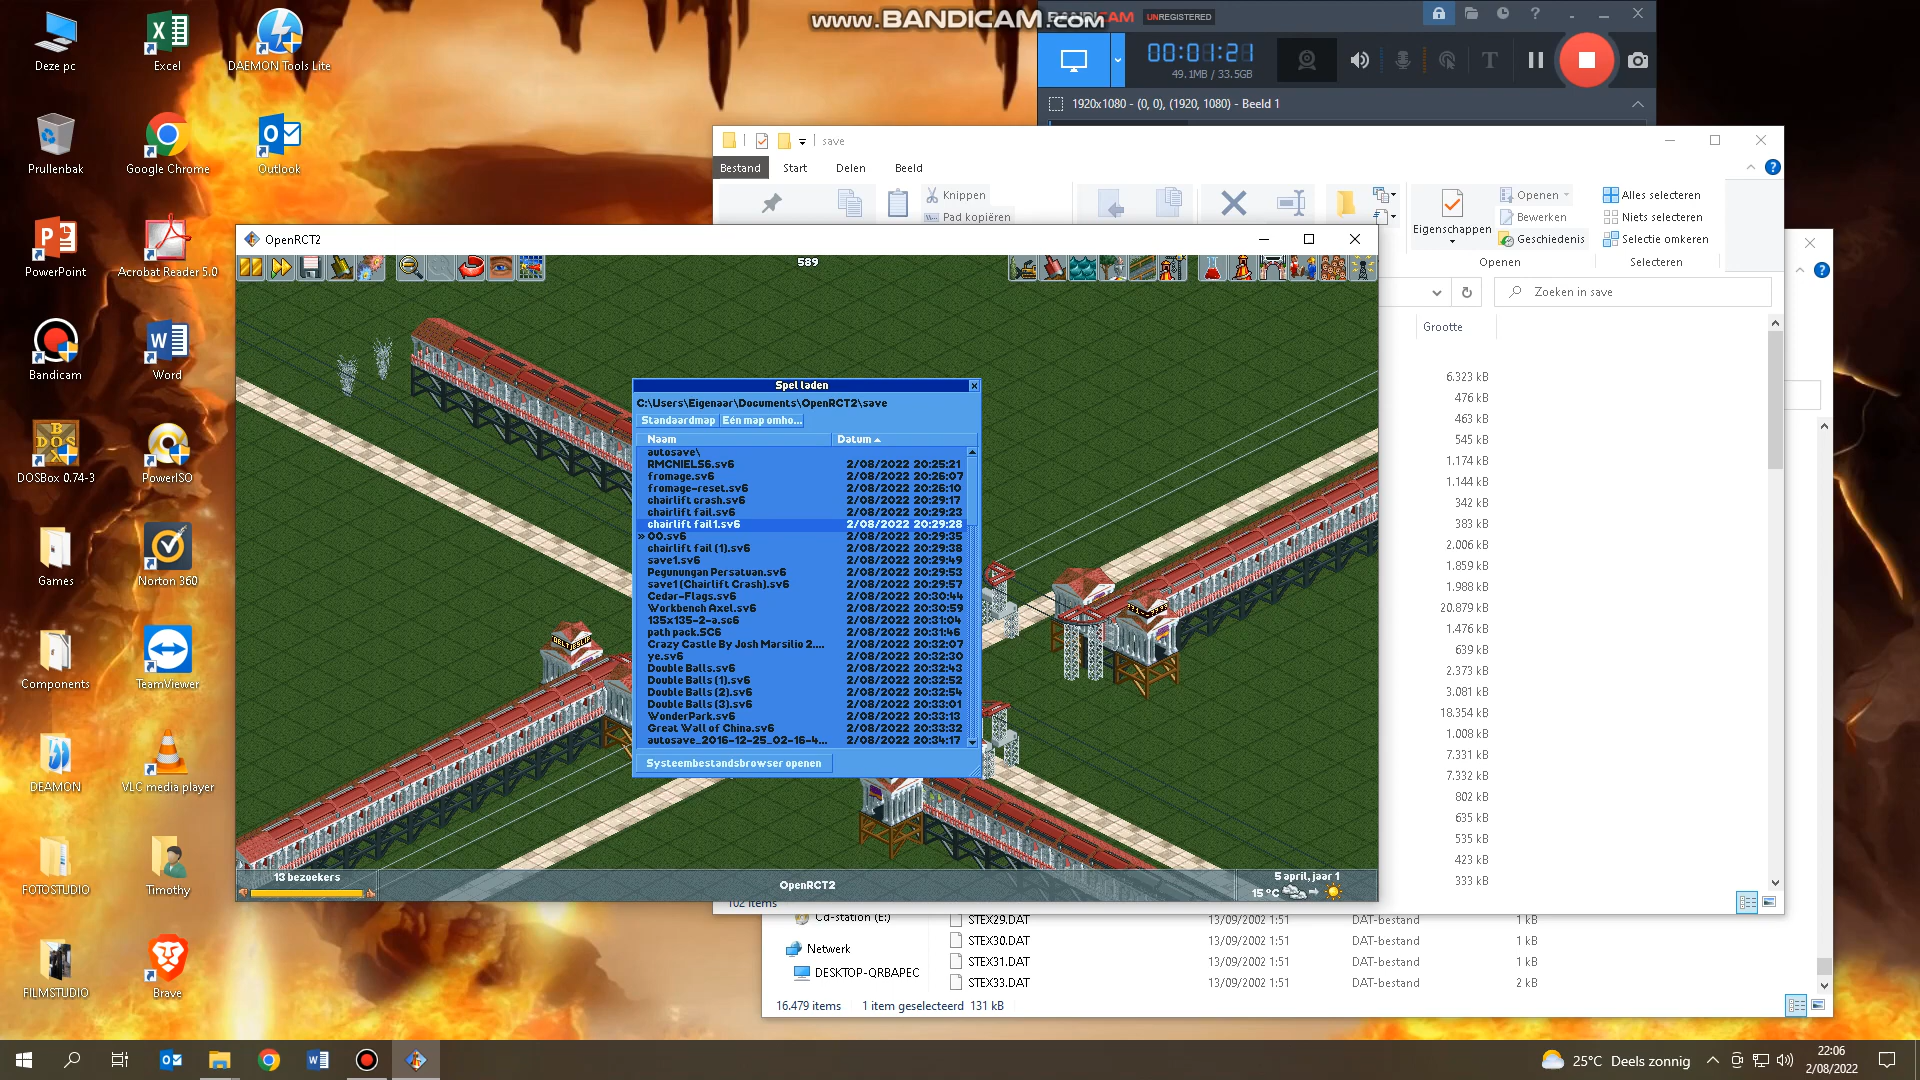 www.BANDICAM.com
BANDICAM UNREGISTERED
00:01:21
49.1MB / 33.5GB
1920x1080 - (0, 0), (1920, 1080) - Beeld 1
Deze pc
Excel
DAEMON Tools Lite
Prullenbak
Google Chrome
Outlook
PowerPoint
Acrobat Reader 5.0
Bandicam
Word
DOSBox 0.74-3
PowerISO
Games
Norton 360
Components
TeamViewer
DEAMON
VLC media player
FOTOSTUDIO
Timothy
FILMSTUDIO
Brave
save
Bestand
Start
Delen
Beeld
Knippen
Pad kopiëren
Eigenschappen
Openen
Bewerken
Geschiedenis
Openen
Alles selecteren
Niets selecteren
Selectie omkeren
Selecteren
Zoeken in save
Grootte
6.323 kB
476 kB
463 kB
545 kB
1.174 kB
1.144 kB
342 kB
383 kB
2.006 kB
1.859 kB
1.988 kB
20.879 kB
1.476 kB
639 kB
2.373 kB
3.081 kB
18.354 kB
1.008 kB
7.331 kB
7.332 kB
802 kB
635 kB
535 kB
423 kB
333 kB
102 items
OpenRCT2
589
Spel laden
C:\Users\Eigenaar\Documents\OpenRCT2\save
Standaardmap
Eén map omho...
Naam Datum
autosave\
RMCNIELS6.sv6 2/08/2022 20:25:21
fromage.sv6 2/08/2022 20:26:07
fromage-reset.sv6 2/08/2022 20:26:10
chairlift crash.sv6 2/08/2022 20:29:17
chairlift fail.sv6 2/08/2022 20:29:23
chairlift fail1.sv6 2/08/2022 20:29:28
» 00.sv6 2/08/2022 20:29:35
chairlift fail (1).sv6 2/08/2022 20:29:38
save1.sv6 2/08/2022 20:29:49
Pegunungan Persatuan.sv6 2/08/2022 20:29:53
save1 (Chairlift Crash).sv6 2/08/2022 20:29:57
Cedar-Flags.sv6 2/08/2022 20:30:44
Workbench Axel.sv6 2/08/2022 20:30:59
135x135-2-a.sc6 2/08/2022 20:31:04
path pack.SC6 2/08/2022 20:31:46
Crazy Castle By Josh Marsilio 2.... 2/08/2022 20:32:07
ye.sv6 2/08/2022 20:32:30
Double Balls.sv6 2/08/2022 20:32:43
Double Balls (1).sv6 2/08/2022 20:32:52
Double Balls (2).sv6 2/08/2022 20:32:54
Double Balls (3).sv6 2/08/2022 20:33:01
WonderPark.sv6 2/08/2022 20:33:13
Great Wall of China.sv6 2/08/2022 20:33:32
autosave_2016-12-25_02-16-4... 2/08/2022 20:34:17
Systeembestandsbrowser openen
13 bezoekers
OpenRCT2
5 april, jaar 1
15 °C
Cd-station (E:)
Netwerk
DESKTOP-QRBAPEC
STEX29.DAT 13/09/2002 1:51 DAT-bestand 1 kB
STEX30.DAT 13/09/2002 1:51 DAT-bestand 1 kB
STEX31.DAT 13/09/2002 1:51 DAT-bestand 1 kB
STEX33.DAT 13/09/2002 1:51 DAT-bestand 2 kB
16.479 items 1 item geselecteerd 131 kB
25°C Deels zonnig
22:06
2/08/2022